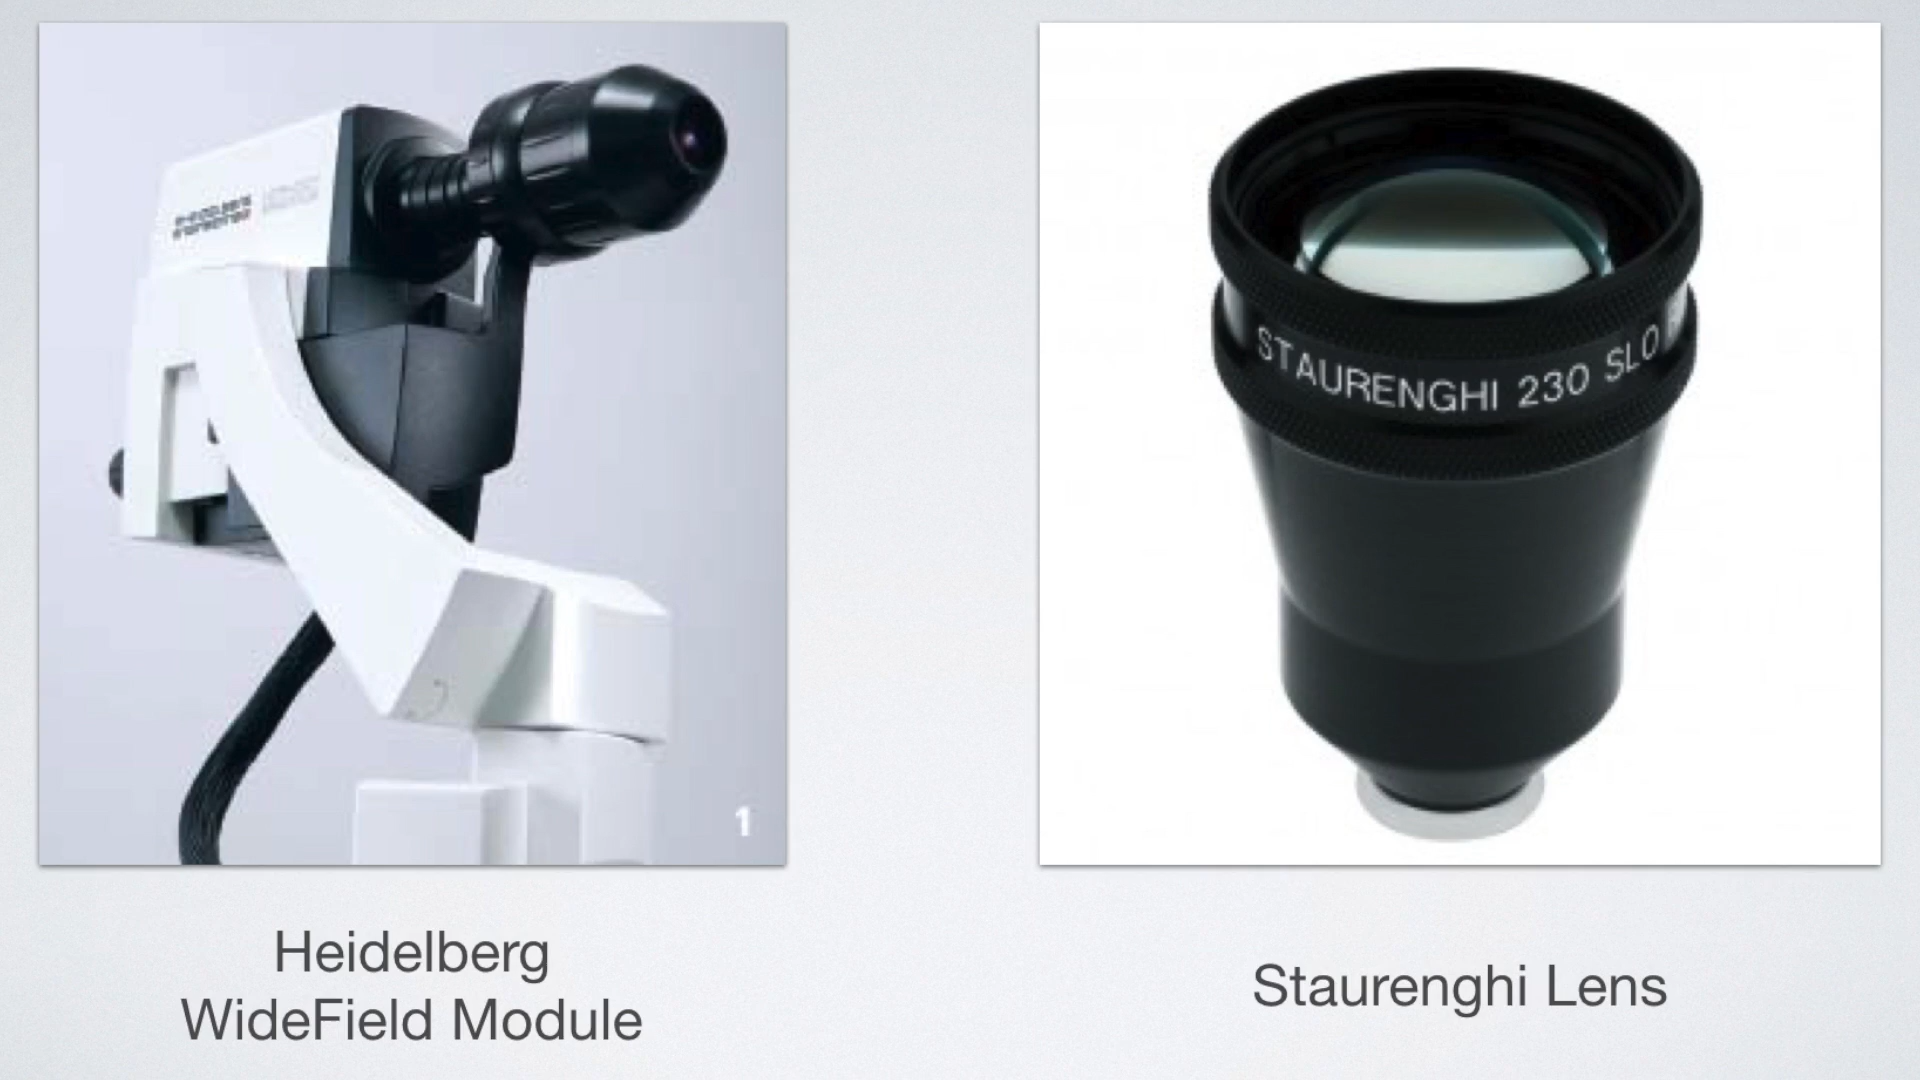 1
STAURENGHI 230 SLO
Heidelberg
WideField Module
Staurenghi Lens